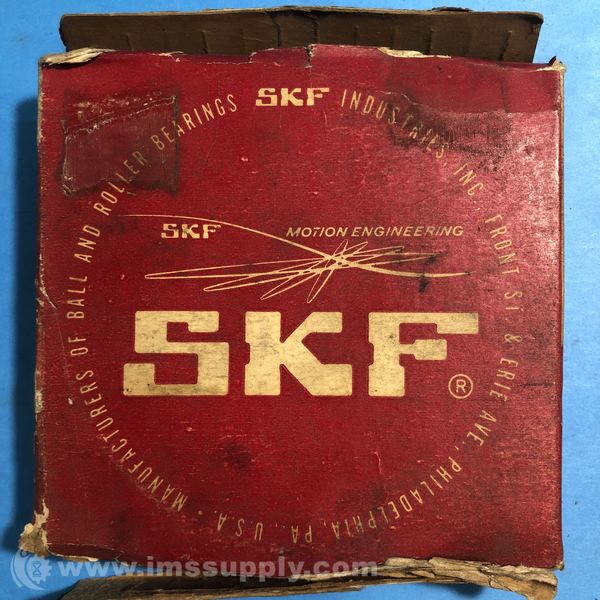 SKF INDUSTRIES, INC. FRONT St & ERIE AVE., PHILADELPHIA, PA., U.S.A. - MANUFACTURERS OF BALL AND ROLLER BEARINGS
SKF MOTION ENGINEERING
SKF ®
www.imssupply.com